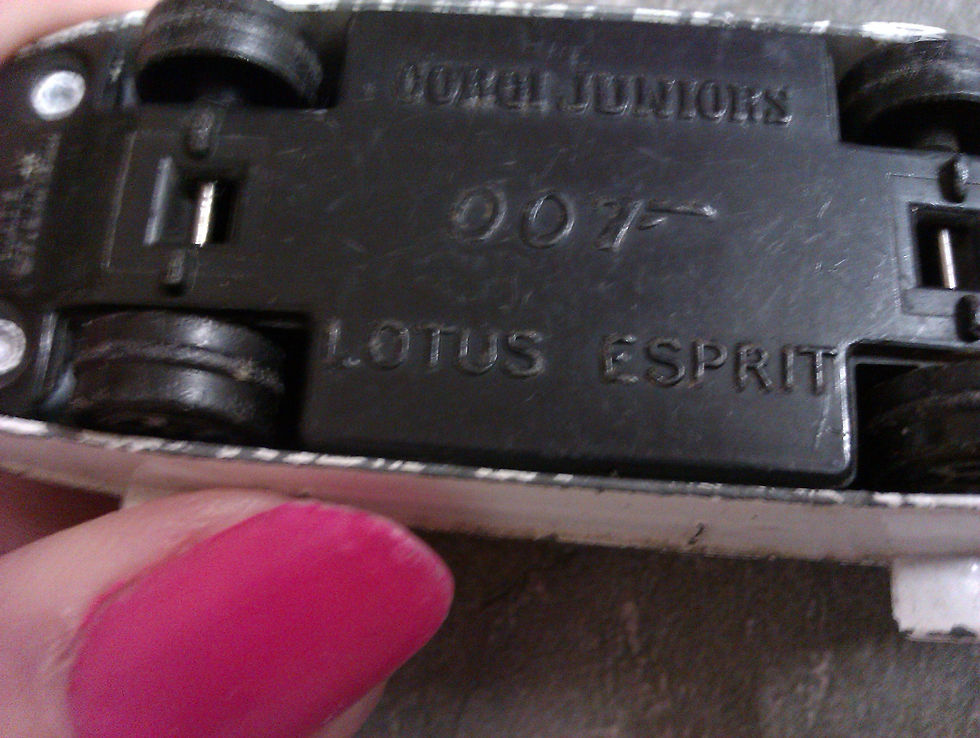 CORGI JUNIORS
007
LOTUS ESPRIT